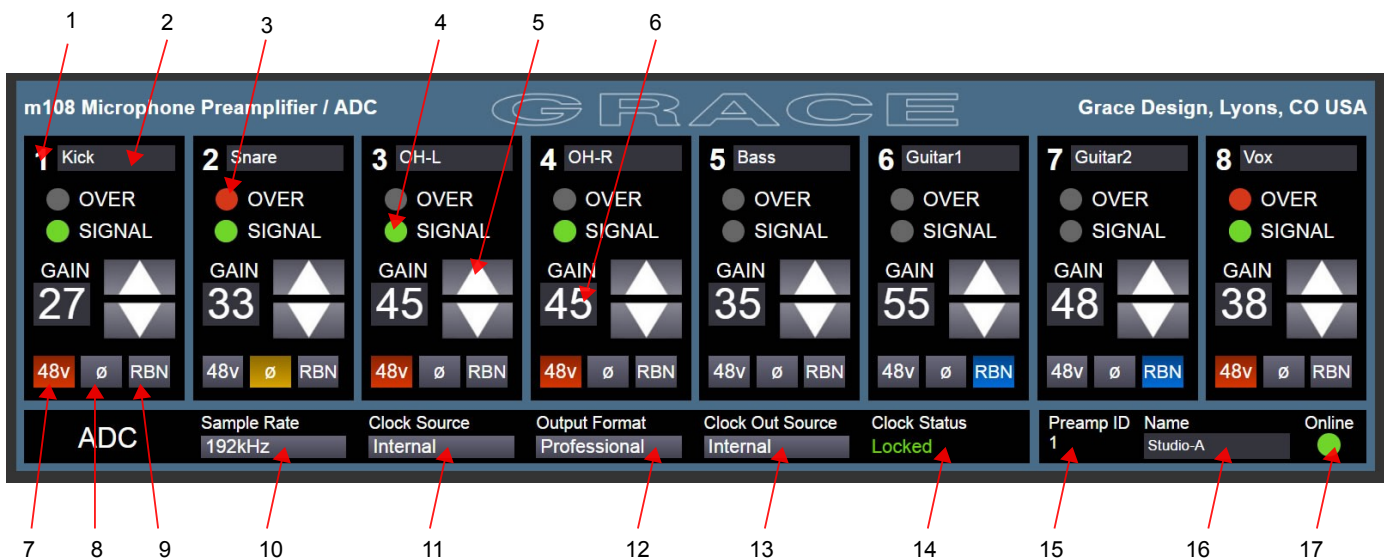 1 2 3 4 5 6
m108 Microphone Preamplifier / ADC GRACE Grace Design, Lyons, CO USA
1 Kick 2 Snare 3 OH-L 4 OH-R 5 Bass 6 Guitar1 7 Guitar2 8 Vox
OVER OVER OVER OVER OVER OVER OVER OVER
SIGNAL SIGNAL SIGNAL SIGNAL SIGNAL SIGNAL SIGNAL SIGNAL
GAIN GAIN GAIN GAIN GAIN GAIN GAIN GAIN
27 33 45 45 35 55 48 38
48v ø RBN 48v ø RBN 48v ø RBN 48v ø RBN 48v ø RBN 48v ø RBN 48v ø RBN 48v ø RBN
ADC Sample Rate Clock Source Output Format Clock Out Source Clock Status Preamp ID Name Online
192kHz Internal Professional Internal Locked 1 Studio-A
7 8 9 10 11 12 13 14 15 16 17